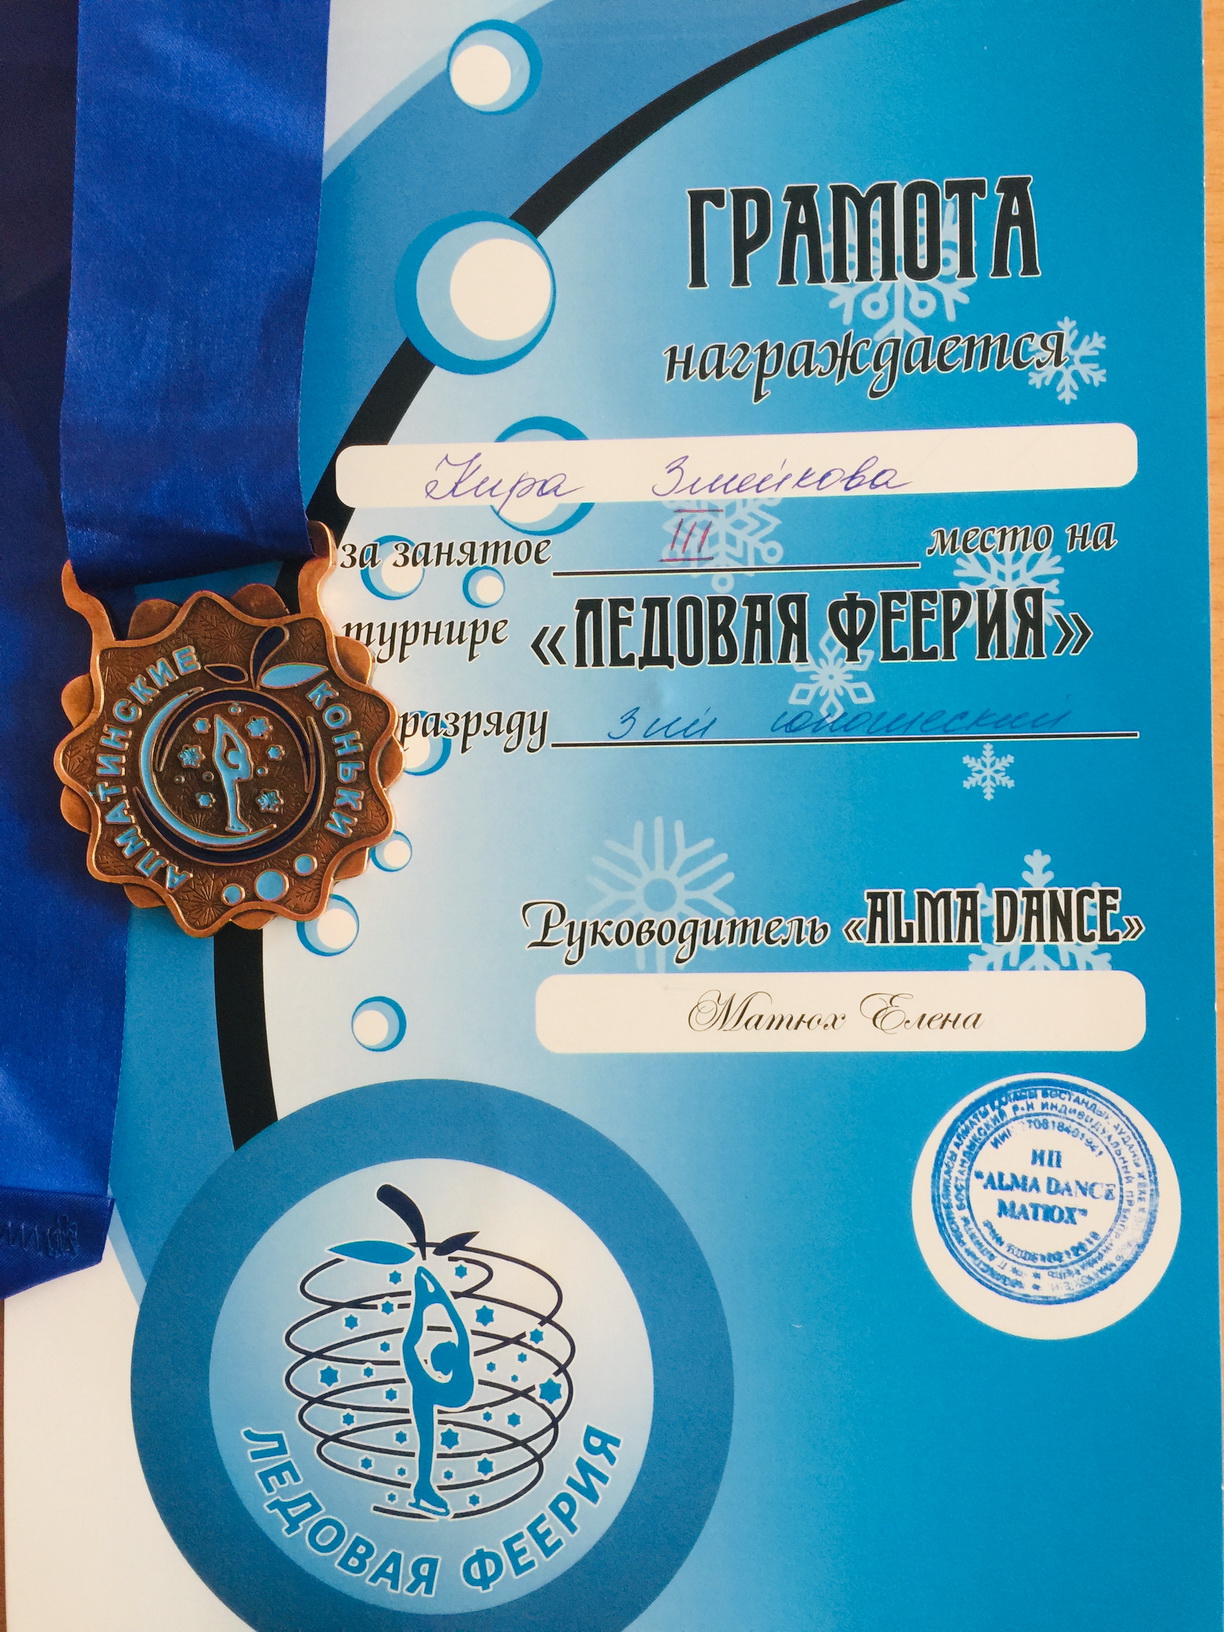 ГРАМОТА
награждается
Кира Змейкова
за занятое III место на
турнире «ЛЕДОВАЯ ФЕЕРИЯ»
разряду 3ий юношеский
АЛМАТИНСКИЕ КОНЬКИ
Руководитель «ALMA DANCE»
Матюх Елена
ИП
"ALMA DANCE
МАТЮХ"
ЛЕДОВАЯ ФЕЕРИЯ